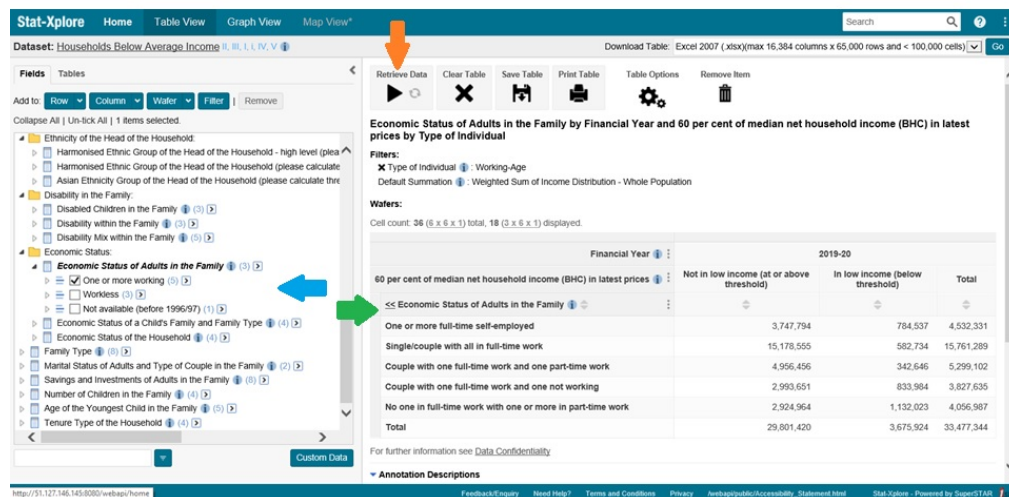 Stat-Xplore Home Table View Graph View Map View* Search
Dataset: Households Below Average Income II, III, I, I, IV, V
Download Table: Excel 2007 (.xlsx)(max 16,384 columns x 65,000 rows and < 100,000 cells) Go
Fields Tables
Add to: Row Column Wafer Filter | Remove
Collapse All | Un-tick All | 1 items selected.
Ethnicity of the Head of the Household:
Harmonised Ethnic Group of the Head of the Household - high level (plea
Harmonised Ethnic Group of the Head of the Household (please calculate
Asian Ethnicity Group of the Head of the Household (please calculate thre
Disability in the Family:
Disabled Children in the Family (3)
Disability within the Family (3)
Disability Mix within the Family (5)
Economic Status:
Economic Status of Adults in the Family (3)
One or more working (5)
Workless (3)
Not available (before 1996/97) (1)
Economic Status of a Child's Family and Family Type (4)
Economic Status of the Household (4)
Family Type (8)
Marital Status of Adults and Type of Couple in the Family (2)
Savings and Investments of Adults in the Family (8)
Number of Children in the Family (4)
Age of the Youngest Child in the Family (5)
Tenure Type of the Household (4)
Custom Data
Retrieve Data Clear Table Save Table Print Table Table Options Remove Item
Economic Status of Adults in the Family by Financial Year and 60 per cent of median net household income (BHC) in latest
prices by Type of Individual
Filters:
Type of Individual : Working-Age
Default Summation : Weighted Sum of Income Distribution - Whole Population
Wafers:
Cell count: 36 (6 x 6 x 1) total, 18 (3 x 6 x 1) displayed.
Financial Year 2019-20
60 per cent of median net household income (BHC) in latest prices Not in low income (at or above threshold) In low income (below threshold) Total
<< Economic Status of Adults in the Family
One or more full-time self-employed 3,747,794 784,537 4,532,331
Single/couple with all in full-time work 15,178,555 582,734 15,761,289
Couple with one full-time work and one part-time work 4,956,456 342,646 5,299,102
Couple with one full-time work and one not working 2,993,651 833,984 3,827,635
No one in full-time work with one or more in part-time work 2,924,964 1,132,023 4,056,987
Total 29,801,420 3,675,924 33,477,344
For further information see Data Confidentiality
Annotation Descriptions
http://51.127.146.145:8080/webapi/home Feedback/Enquiry Need Help? Terms and Conditions Privacy /webapi/public/Accessibility_Statement.html Stat-Xplore - Powered by SuperSTAR